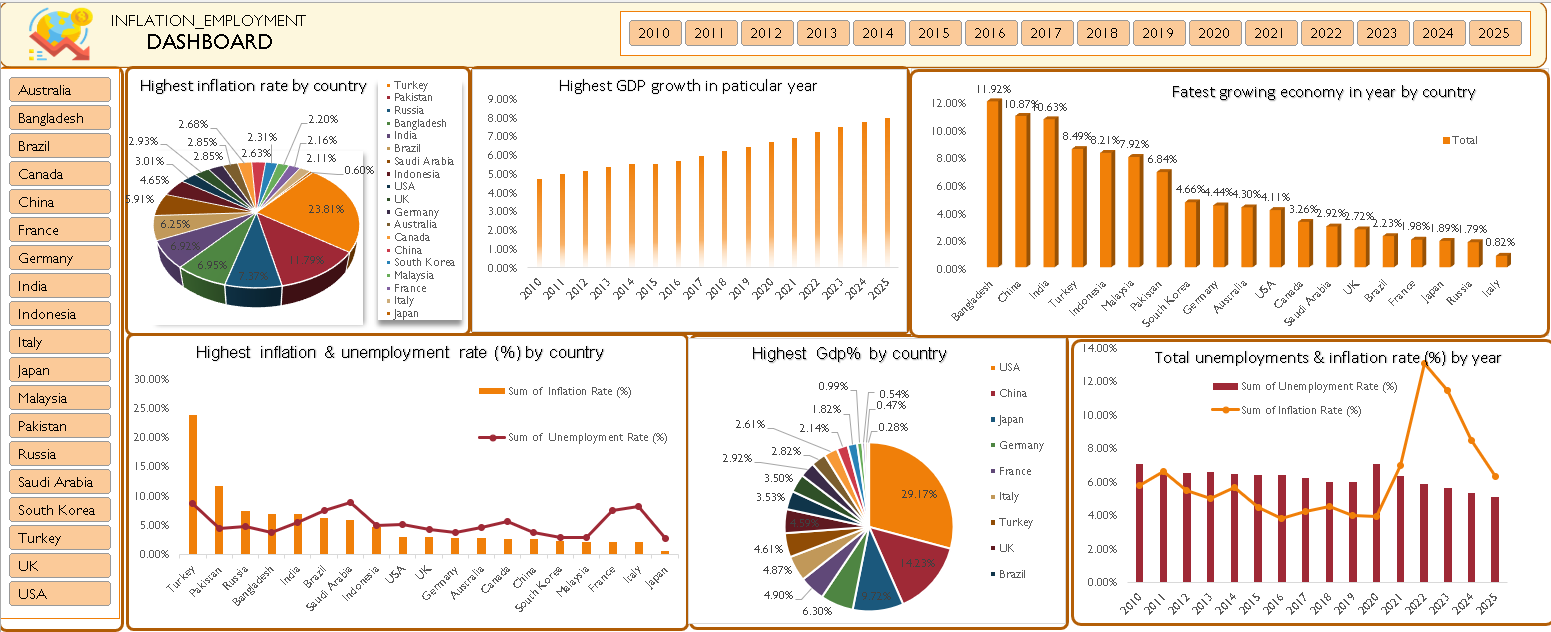 INFLATION_EMPLOYMENT
DASHBOARD
2010 2011 2012 2013 2014 2015 2016 2017 2018 2019 2020 2021 2022 2023 2024 2025
Australia
Bangladesh
Brazil
Canada
China
France
Germany
India
Indonesia
Italy
Japan
Malaysia
Pakistan
Russia
Saudi Arabia
South Korea
Turkey
UK
USA
Highest inflation rate by country
23.81%
11.79%
7.37%
6.95%
6.92%
6.25%
5.91%
4.65%
3.01%
2.93%
2.85%
2.85%
2.68%
2.63%
2.31%
2.20%
2.16%
2.11%
0.60%
Turkey
Pakistan
Russia
Bangladesh
India
Brazil
Saudi Arabia
Indonesia
USA
UK
Germany
Australia
Canada
China
South Korea
Malaysia
France
Italy
Japan
Highest GDP growth in paticular year
9.00%
8.00%
7.00%
6.00%
5.00%
4.00%
3.00%
2.00%
1.00%
0.00%
2010 2011 2012 2013 2014 2015 2016 2017 2018 2019 2020 2021 2022 2023 2024 2025
Fatest growing economy in year by country
Total
12.00%
10.00%
8.00%
6.00%
4.00%
2.00%
0.00%
11.92% 10.87% 10.63% 8.49% 8.21% 7.92% 6.84% 4.66% 4.44% 4.30% 4.11% 3.26% 2.92% 2.72% 2.23% 1.98% 1.89% 1.79% 0.82%
Bangladesh China India Turkey Indonesia Malaysia Pakistan South Korea Germany Australia USA Canada Saudi Arabia UK Brazil France Japan Russia Italy
Highest inflation & unemployment rate (%) by country
30.00%
25.00%
20.00%
15.00%
10.00%
5.00%
0.00%
Sum of Inflation Rate (%)
Sum of Unemployment Rate (%)
Turkey Pakistan Russia Bangladesh India Brazil Saudi Arabia Indonesia USA UK Germany Australia Canada China South Korea Malaysia France Italy Japan
Highest Gdp% by country
29.17%
14.23%
9.72%
6.30%
4.90%
4.87%
4.61%
4.59%
3.53%
3.50%
2.92%
2.82%
2.61%
2.14%
1.82%
0.99%
0.54%
0.47%
0.28%
USA
China
Japan
Germany
France
Italy
Turkey
UK
Brazil
Total unemployments & inflation rate (%) by year
14.00%
12.00%
10.00%
8.00%
6.00%
4.00%
2.00%
0.00%
Sum of Unemployment Rate (%)
Sum of Inflation Rate (%)
2010 2011 2012 2013 2014 2015 2016 2017 2018 2019 2020 2021 2022 2023 2024 2025